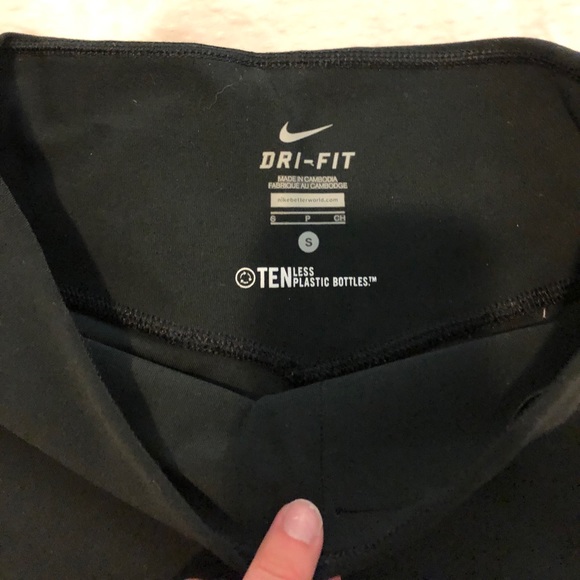 DRI-FIT
MADE IN CAMBODIA
FABRIQUE AU CAMBODGE
nikebetterworld.com
S P CH
S
TEN LESS
PLASTIC BOTTLES.™